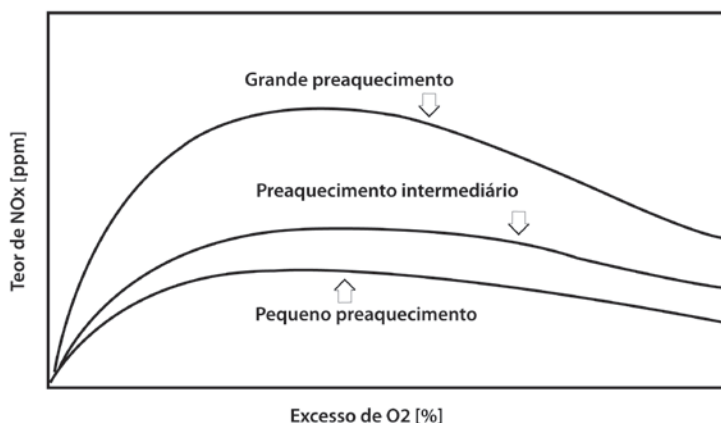 Grande preaquecimento
Preaquecimento intermediário
Pequeno preaquecimento
Teor de NOx [ppm]
Excesso de O2 [%]